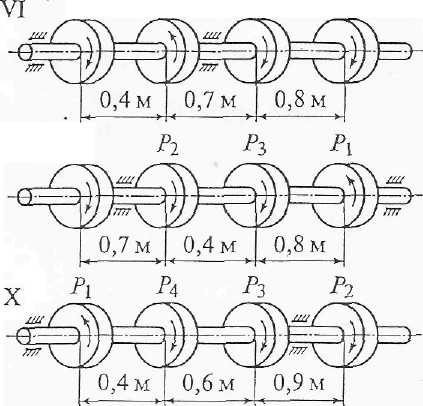 VI
0,4 м 0,7 м 0,8 м
P₂ P₃ P₁
0,7 м 0,4 м 0,8 м
X P₁ P₄ P₃ P₂
0,4 м 0,6 м 0,9 м